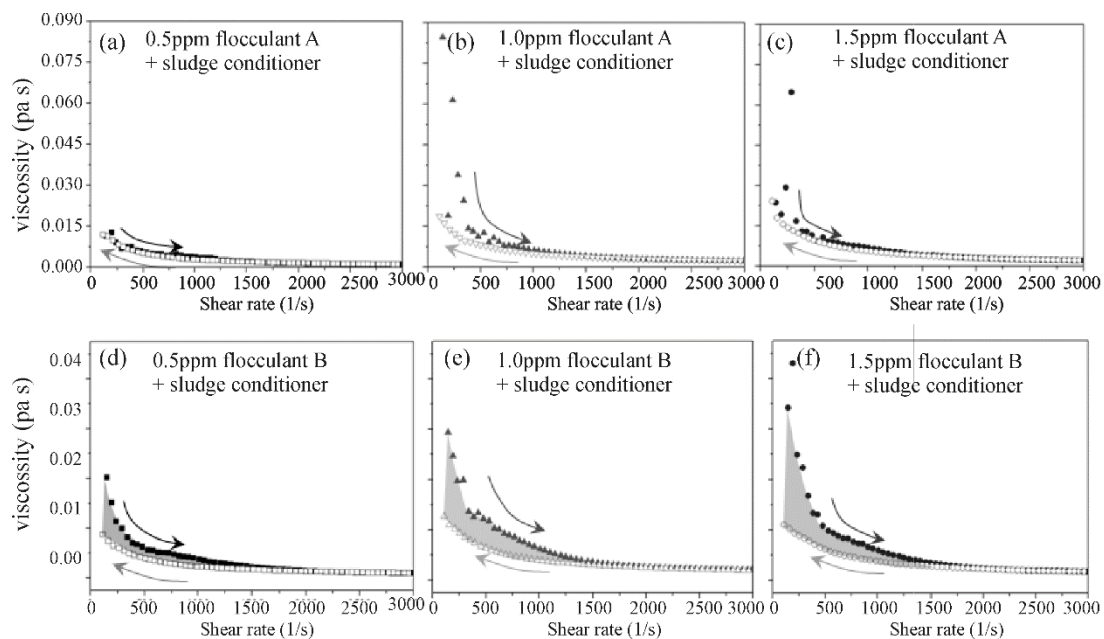 (a) 0.5ppm flocculant A
+ sludge conditioner
(b) 1.0ppm flocculant A
+ sludge conditioner
(c) 1.5ppm flocculant A
+ sludge conditioner
viscossity (pa s)
0.090
0.075
0.060
0.045
0.030
0.015
0.000
0 500 1000 1500 2000 2500 3000
0 500 1000 1500 2000 2500 3000
0 500 1000 1500 2000 2500 3000
Shear rate (1/s)
Shear rate (1/s)
Shear rate (1/s)
(d) 0.5ppm flocculant B
+ sludge conditioner
(e) 1.0ppm flocculant B
+ sludge conditioner
1.5ppm flocculant B (f)
+ sludge conditioner
viscossity (pa s)
0.04
0.03
0.02
0.01
0.00
0 500 1000 1500 2000 2500 3000
0 500 1000 1500 2000 2500 3000
0 500 1000 1500 2000 2500 3000
Shear rate (1/s)
Shear rate (1/s)
Shear rate (1/s)